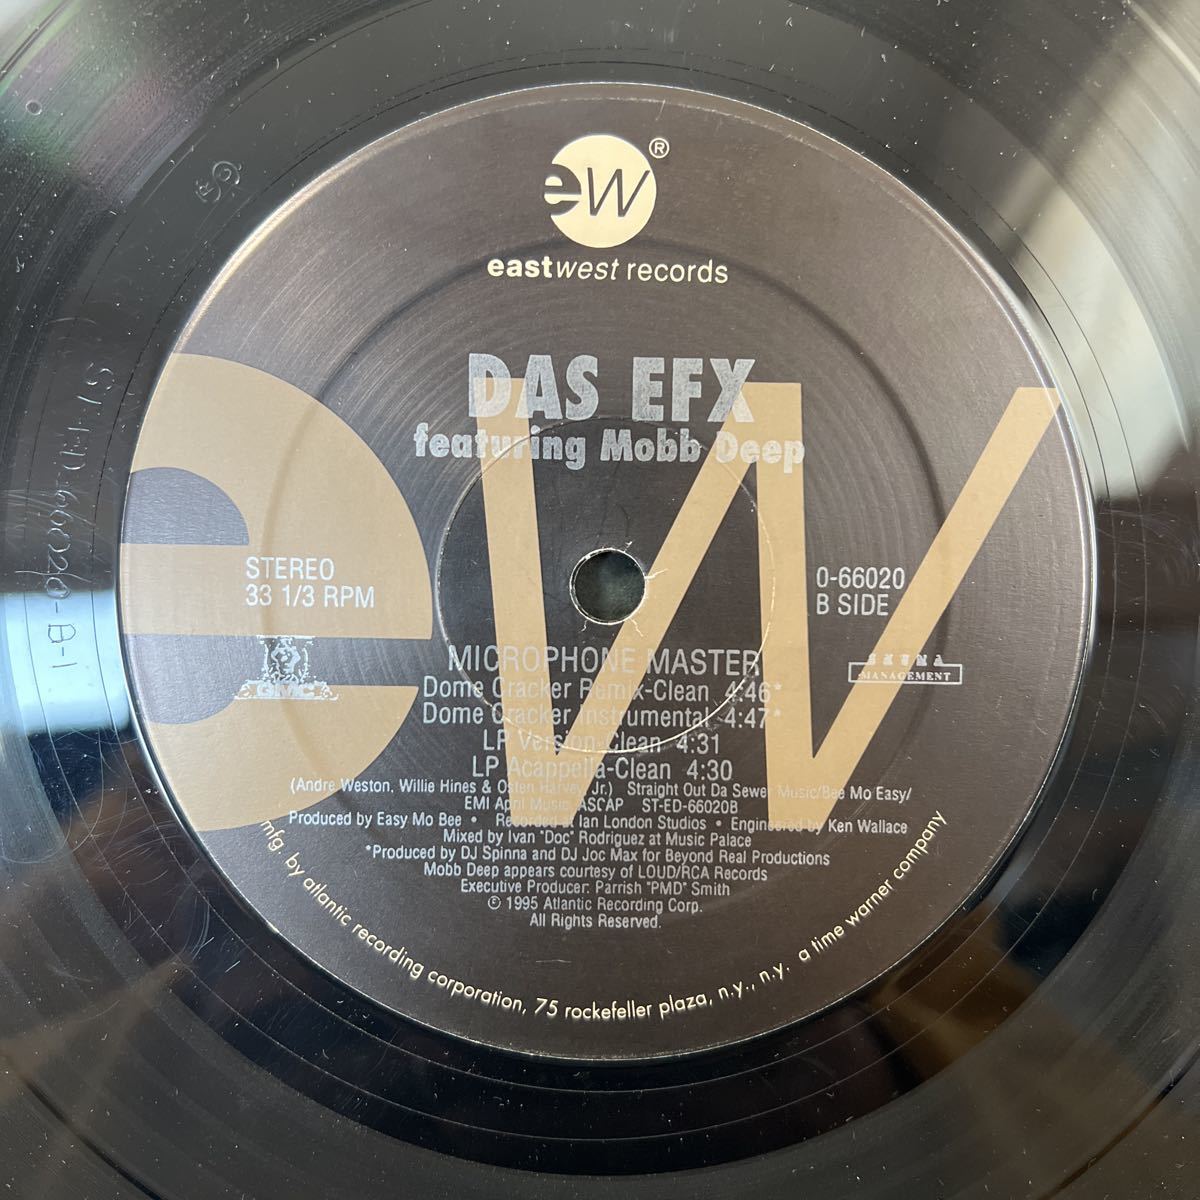 ew®
eastwest records
DAS EFX
featuring Mobb Deep
STEREO
33 1/3 RPM
0-66020
B SIDE
GMC
MANAGEMENT
MICROPHONE MASTER
Dome Cracker Remix-Clean 4:46*
Dome Cracker Instrumental 4:47*
LP Version-Clean 4:31
LP Acappella-Clean 4:30
(Andre Weston, Willie Hines & Osten Harvey, Jr.) Straight Out Da Sewer Music/Bee Mo Easy/
EMI April Music, ASCAP ST-ED-66020B
Produced by Easy Mo Bee • Recorded at Ian London Studios • Engineered by Ken Wallace
Mixed by Ivan "Doc" Rodriguez at Music Palace
*Produced by DJ Spinna and DJ Joc Max for Beyond Real Productions
Mobb Deep appears courtesy of LOUD/RCA Records
Executive Producer: Parrish "PMD" Smith
℗ 1995 Atlantic Recording Corp.
All Rights Reserved.
mfg. by atlantic recording corporation, 75 rockefeller plaza, n.y., n.y. a time warner company
66020-B-1